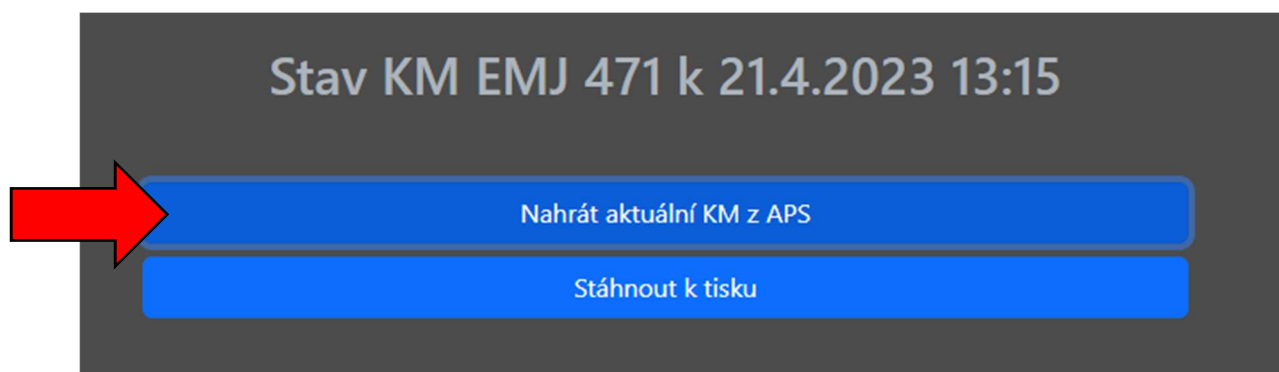 Stav KM EMJ 471 k 21.4.2023 13:15
Nahrát aktuální KM z APS
Stáhnout k tisku